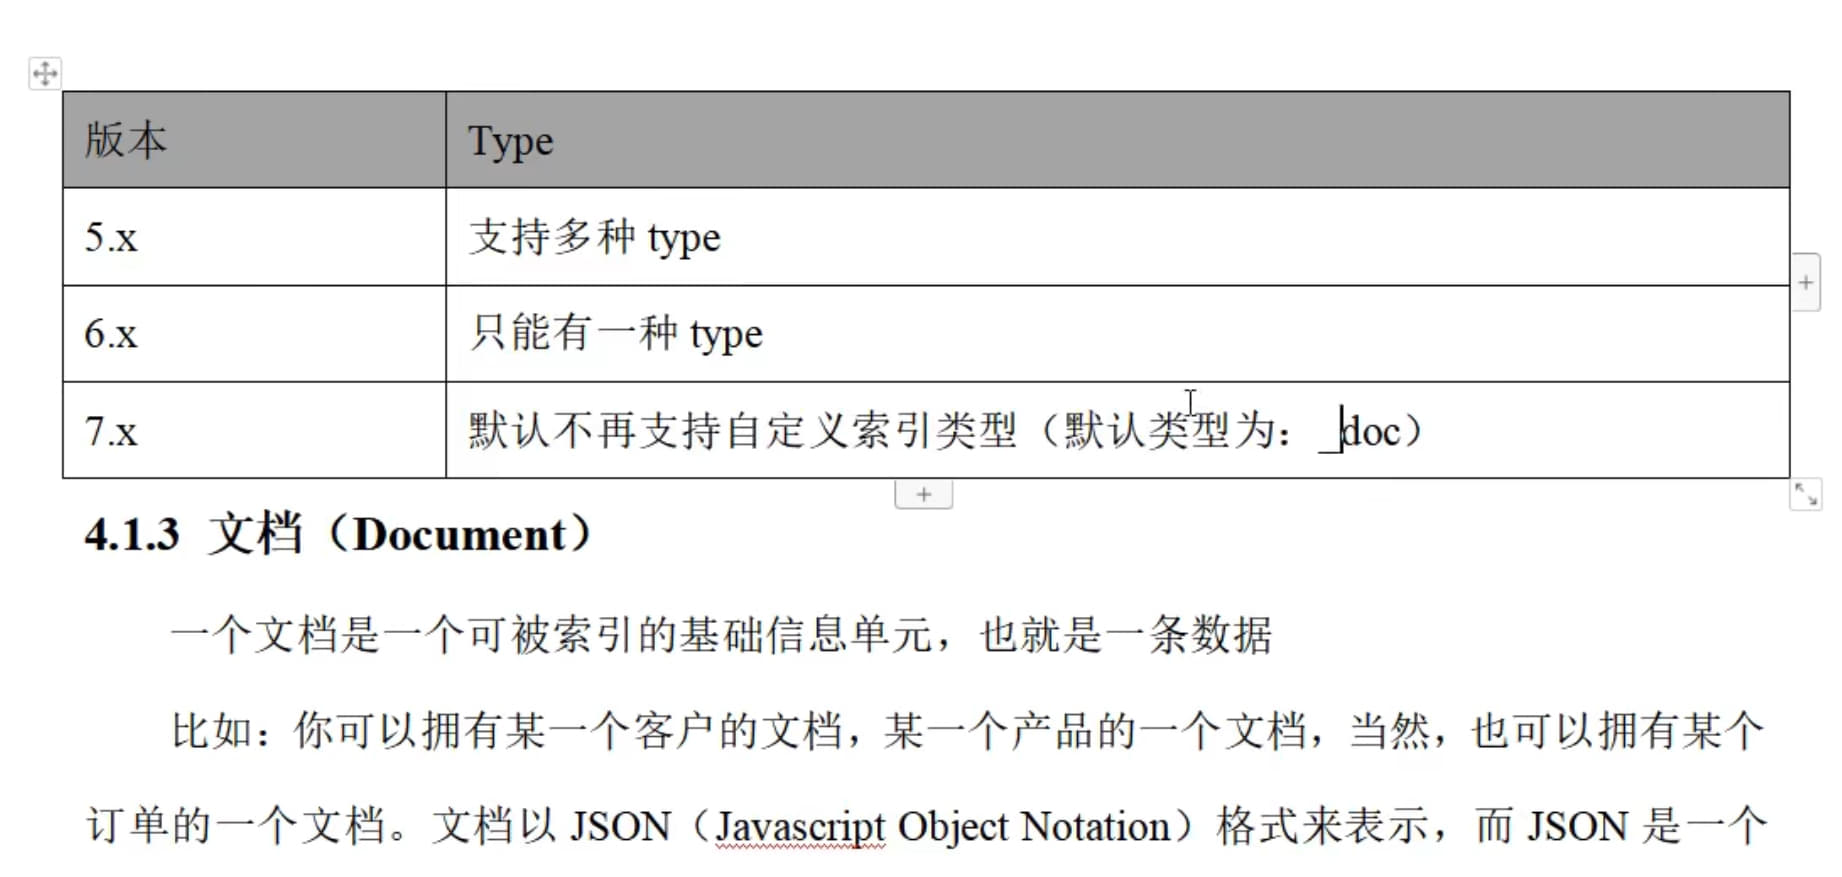 版本 Type
5.x 支持多种 type
6.x 只能有一种 type
7.x 默认不再支持自定义索引类型（默认类型为：_doc）
4.1.3 文档（Document）
一个文档是一个可被索引的基础信息单元，也就是一条数据
比如：你可以拥有某一个客户的文档，某一个产品的一个文档，当然，也可以拥有某个
订单的一个文档。文档以 JSON（Javascript Object Notation）格式来表示，而 JSON 是一个